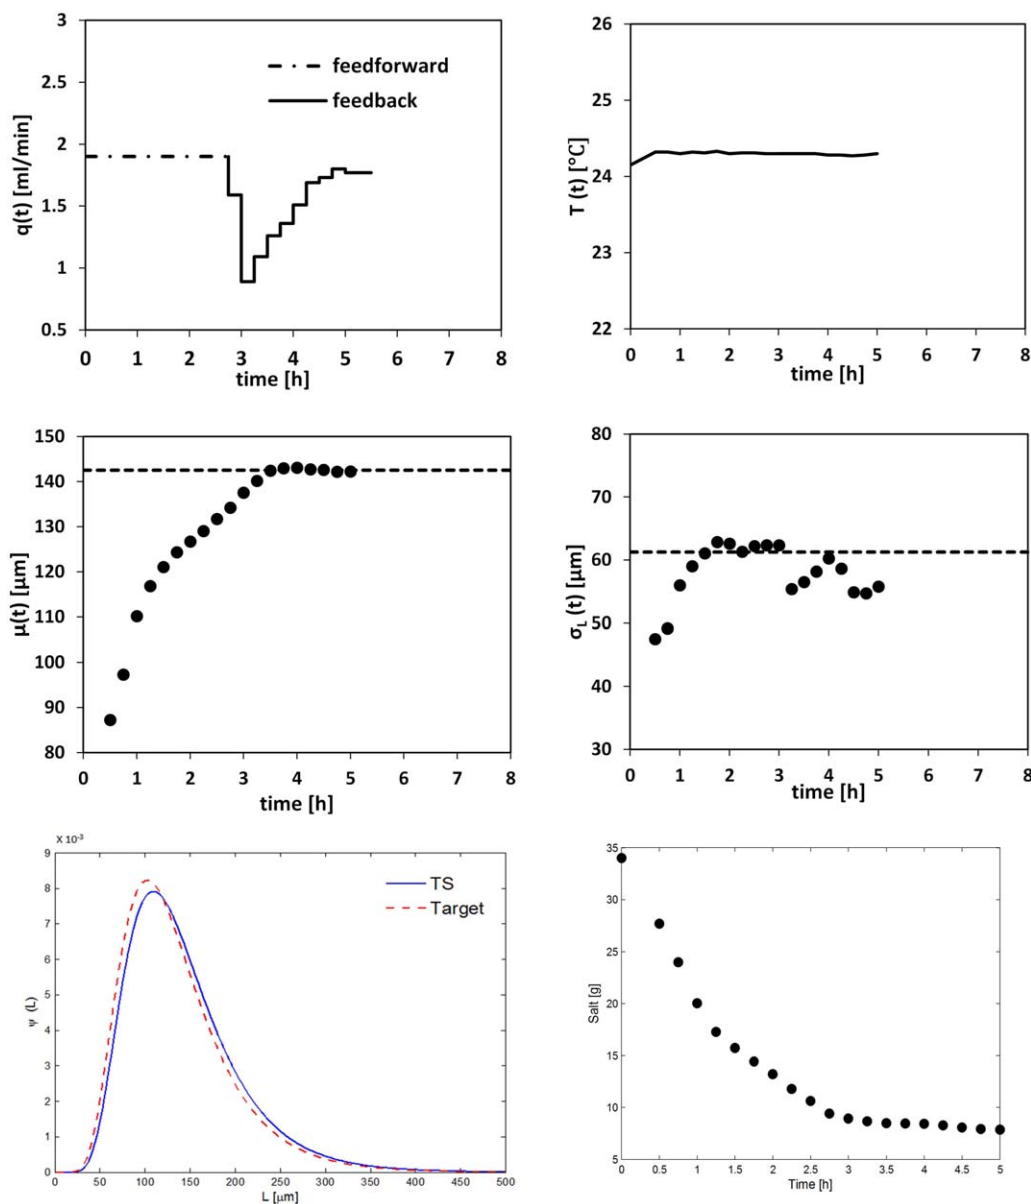 3
2.5
2
1.5
1
0.5
q(t) [ml/min]
feedforward
feedback
0 1 2 3 4 5 6 7 8
time [h]
26
25
24
23
22
T (t) [°C]
0 1 2 3 4 5 6 7 8
time [h]
150
140
130
120
110
100
90
80
μ(t) [μm]
0 1 2 3 4 5 6 7 8
time [h]
80
70
60
50
40
30
σL (t) [μm]
0 1 2 3 4 5 6 7 8
time [h]
X 10-3
9
8
7
6
5
4
3
2
1
0
ψ (L)
TS
Target
0 50 100 150 200 250 300 350 400 450 500
L [μm]
35
30
25
20
15
10
5
Salt [g]
0 0.5 1 1.5 2 2.5 3 3.5 4 4.5 5
Time [h]